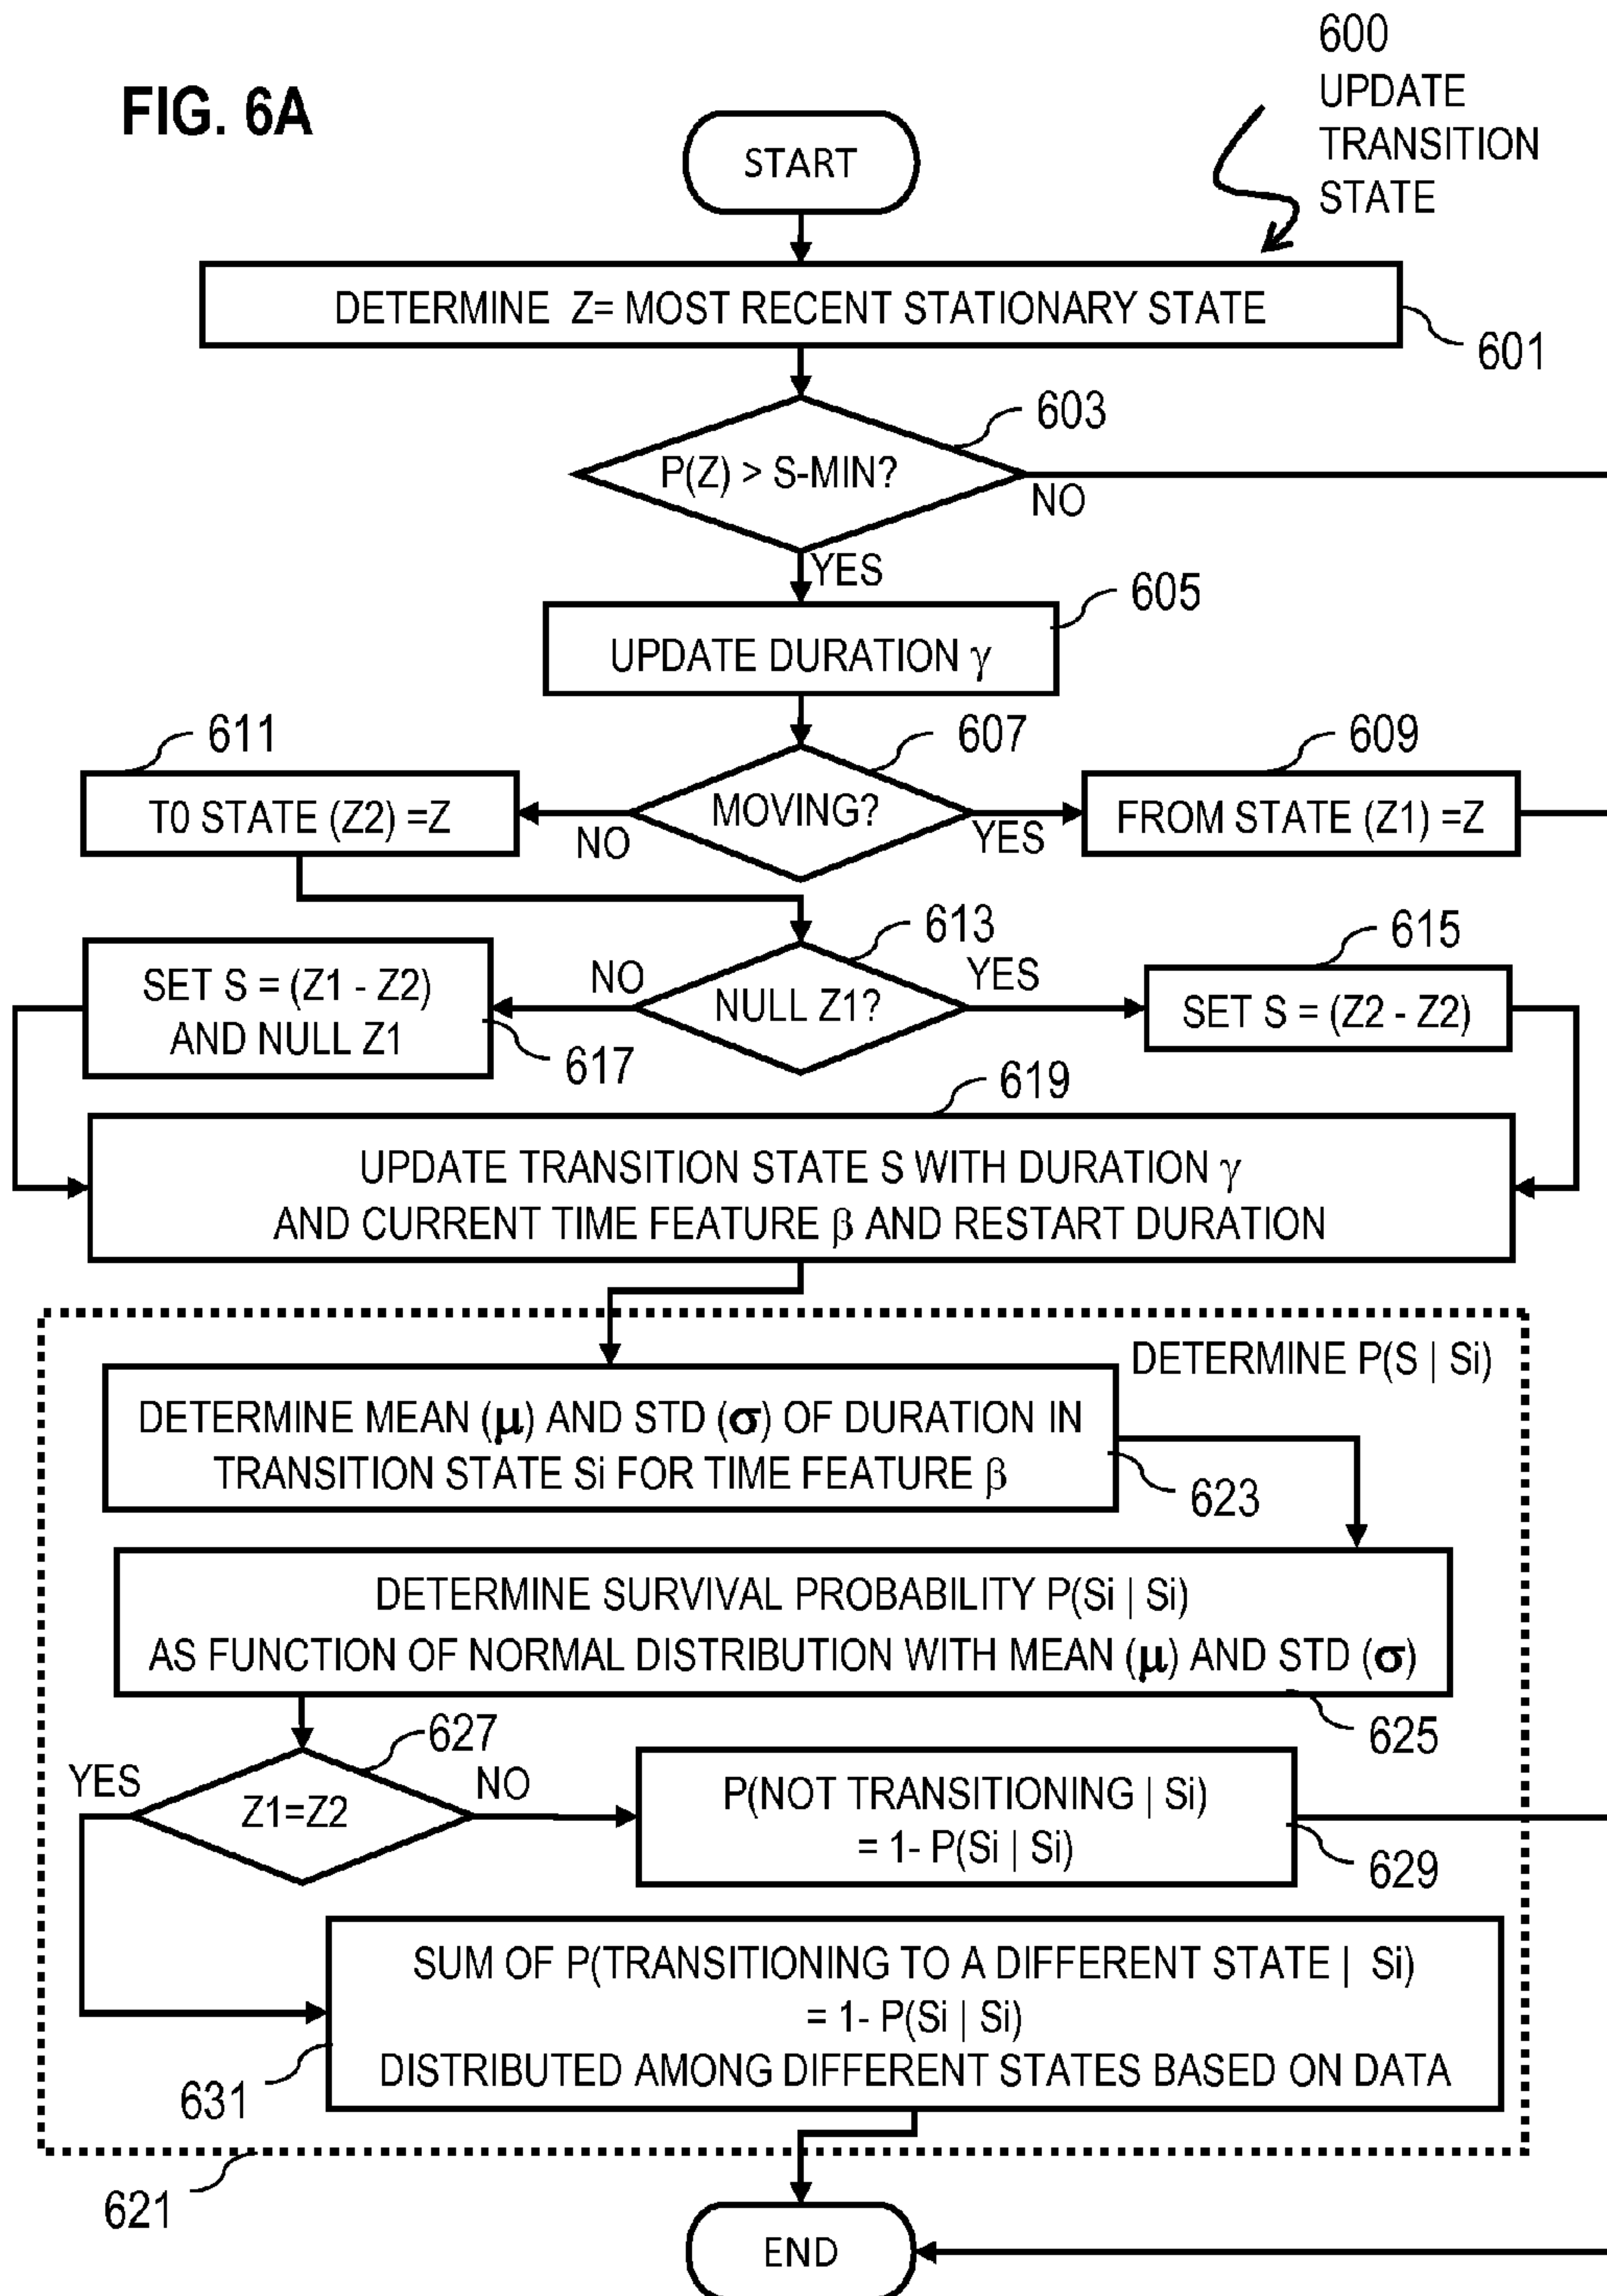 FIG. 6A
600
UPDATE
TRANSITION
STATE
START
DETERMINE Z= MOST RECENT STATIONARY STATE
601
603
P(Z) > S-MIN?
NO
YES
605
UPDATE DURATION γ
611
607
609
TO STATE (Z2) =Z
NO
MOVING?
YES
FROM STATE (Z1) =Z
613
615
SET S = (Z1 - Z2)
AND NULL Z1
617
NO
NULL Z1?
YES
SET S = (Z2 - Z2)
619
UPDATE TRANSITION STATE S WITH DURATION γ
AND CURRENT TIME FEATURE β AND RESTART DURATION
DETERMINE P(S | Si)
DETERMINE MEAN (μ) AND STD (σ) OF DURATION IN
TRANSITION STATE Si FOR TIME FEATURE β
623
DETERMINE SURVIVAL PROBABILITY P(Si | Si)
AS FUNCTION OF NORMAL DISTRIBUTION WITH MEAN (μ) AND STD (σ)
625
627
YES
Z1=Z2
NO
P(NOT TRANSITIONING | Si)
= 1- P(Si | Si)
629
SUM OF P(TRANSITIONING TO A DIFFERENT STATE | Si)
= 1- P(Si | Si)
DISTRIBUTED AMONG DIFFERENT STATES BASED ON DATA
631
621
END